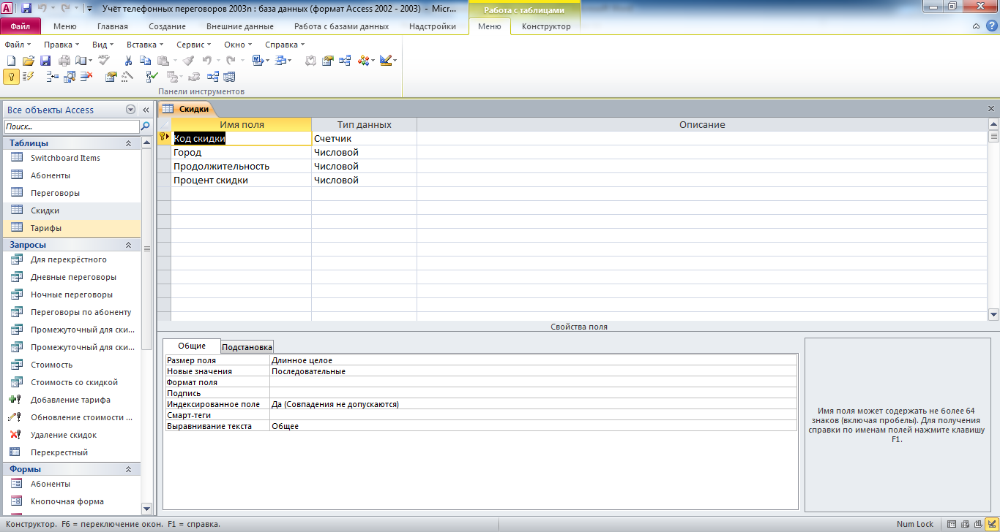 Учёт телефонных переговоров 2003п : база данных (формат Access 2002 - 2003) - Micr...
Работа с таблицами
Файл Меню Главная Создание Внешние данные Работа с базами данных Надстройки Меню Конструктор
Файл Правка Вид Вставка Сервис Окно Справка
Панели инструментов
Все объекты Access
Поиск...
Таблицы
Switchboard Items
Абоненты
Переговоры
Скидки
Тарифы
Запросы
Для перекрёстного
Дневные переговоры
Ночные переговоры
Переговоры по абоненту
Промежуточный для ски...
Промежуточный для ски...
Стоимость
Стоимость со скидкой
Добавление тарифа
Обновление стоимости ...
Удаление скидок
Перекрестный
Формы
Абоненты
Кнопочная форма
Скидки
Имя поля Тип данных Описание
Код скидки Счетчик
Город Числовой
Продолжительность Числовой
Процент скидки Числовой
Свойства поля
Общие Подстановка
Размер поля Длинное целое
Новые значения Последовательные
Формат поля
Подпись
Индексированное поле Да (Совпадения не допускаются)
Смарт-теги
Выравнивание текста Общее
Имя поля может содержать не более 64
знаков (включая пробелы). Для получения
справки по именам полей нажмите клавишу
F1.
Конструктор. F6 = переключение окон. F1 = справка.
Num Lock